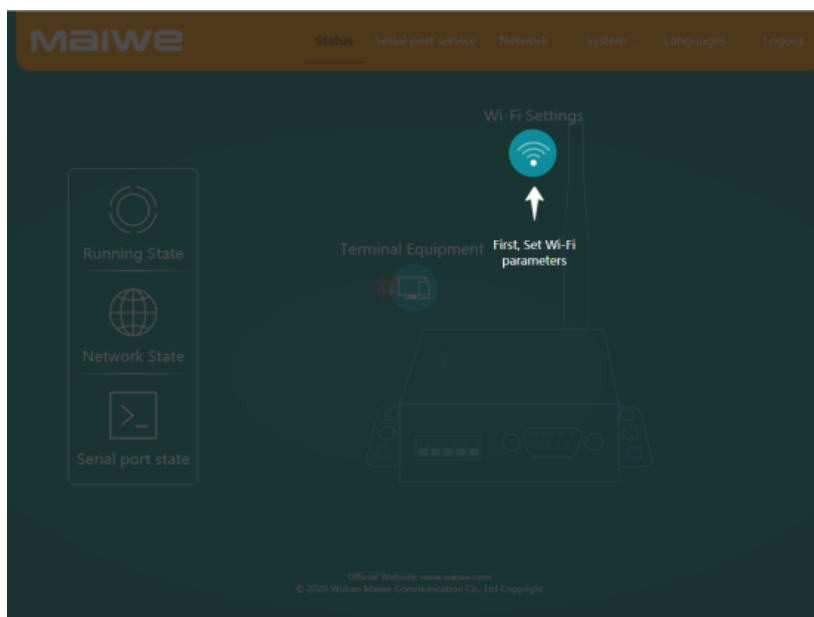 Maiwe
Status Serial port service Network System Languages Logout
Wi-Fi Settings
First, Set Wi-Fi
parameters
Terminal Equipment
Running State
Network State
Serial port state
Official Website: www.maiwe.com
© 2020 Wuhan Maiwe Communication Co., Ltd Copyright